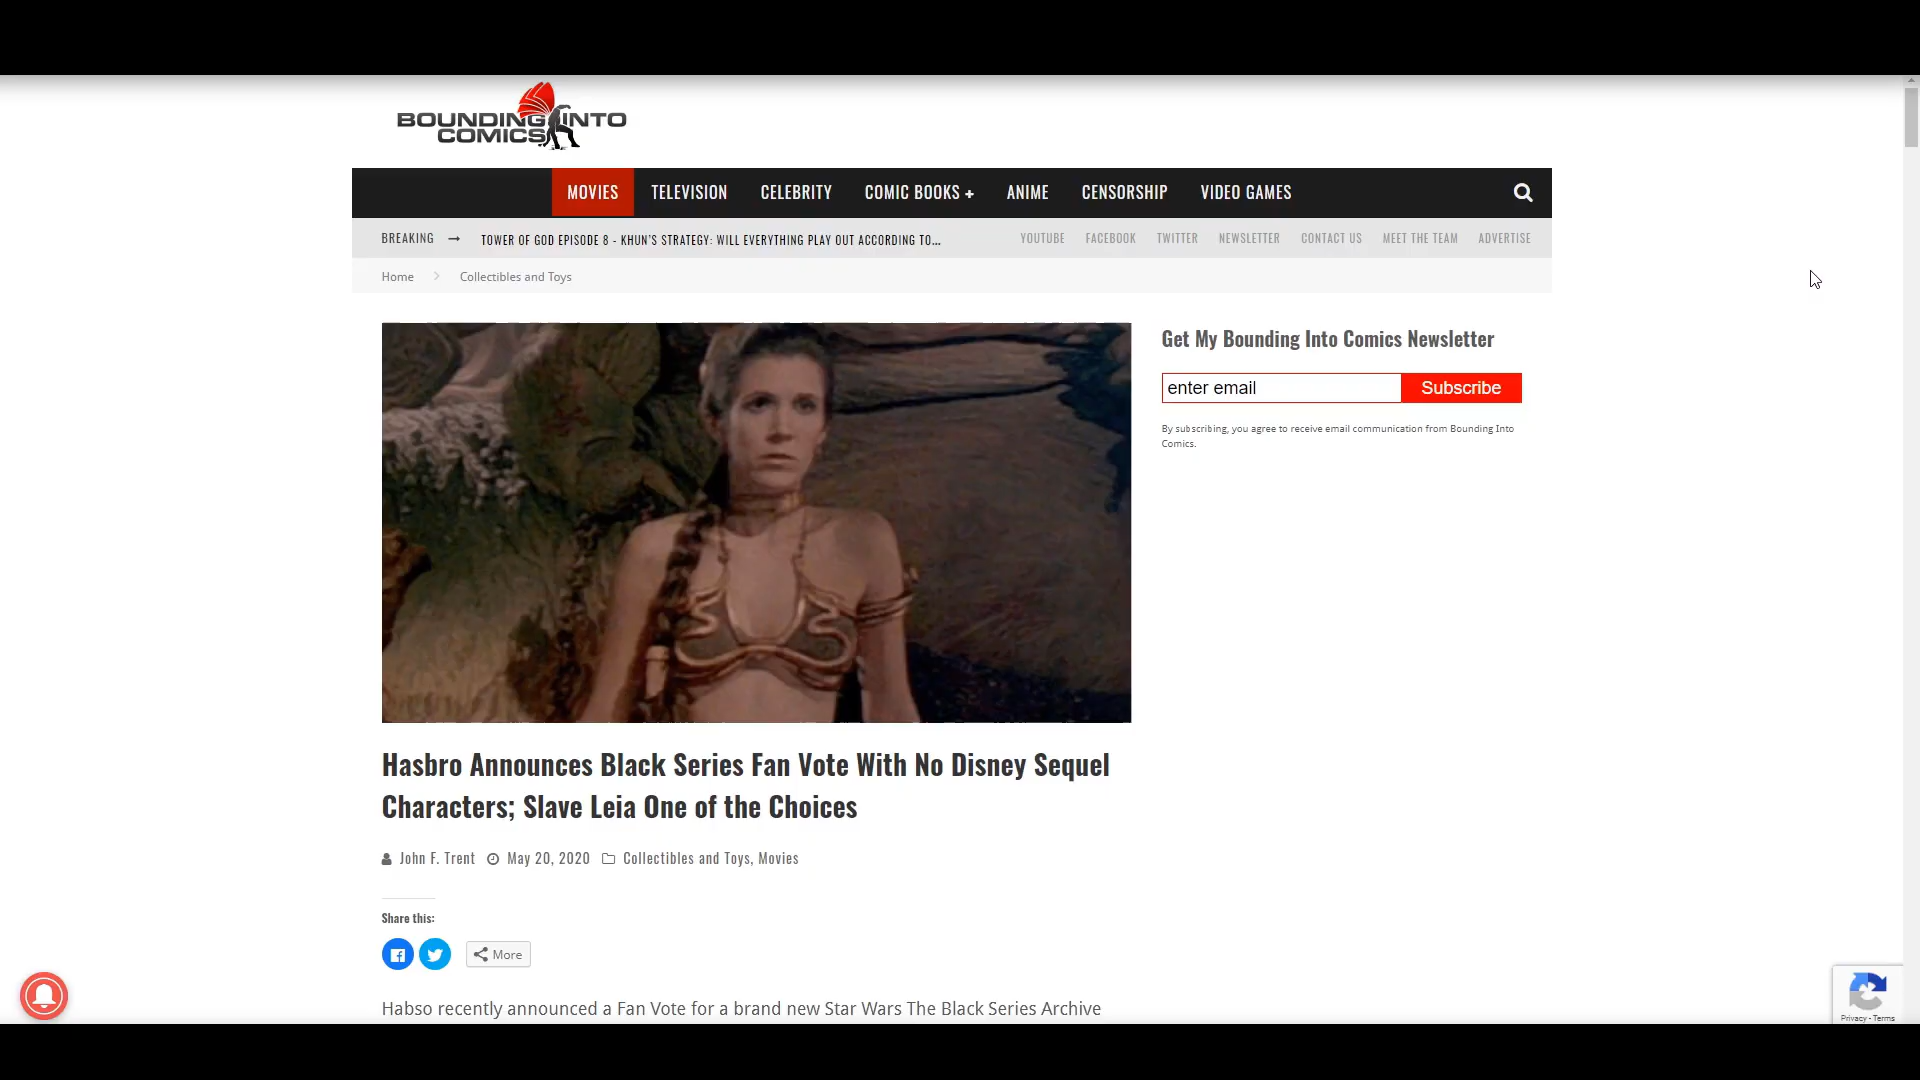 BOUNDING INTO
COMICS
MOVIES TELEVISION CELEBRITY COMIC BOOKS + ANIME CENSORSHIP VIDEO GAMES
BREAKING → TOWER OF GOD EPISODE 8 - KHUN'S STRATEGY: WILL EVERYTHING PLAY OUT ACCORDING TO... YOUTUBE FACEBOOK TWITTER NEWSLETTER CONTACT US MEET THE TEAM ADVERTISE
Home > Collectibles and Toys
Get My Bounding Into Comics Newsletter
enter email Subscribe
By subscribing, you agree to receive email communication from Bounding Into
Comics.
Hasbro Announces Black Series Fan Vote With No Disney Sequel
Characters; Slave Leia One of the Choices
John F. Trent May 20, 2020 Collectibles and Toys, Movies
Share this:
More
Habso recently announced a Fan Vote for a brand new Star Wars The Black Series Archive
Privacy - Terms